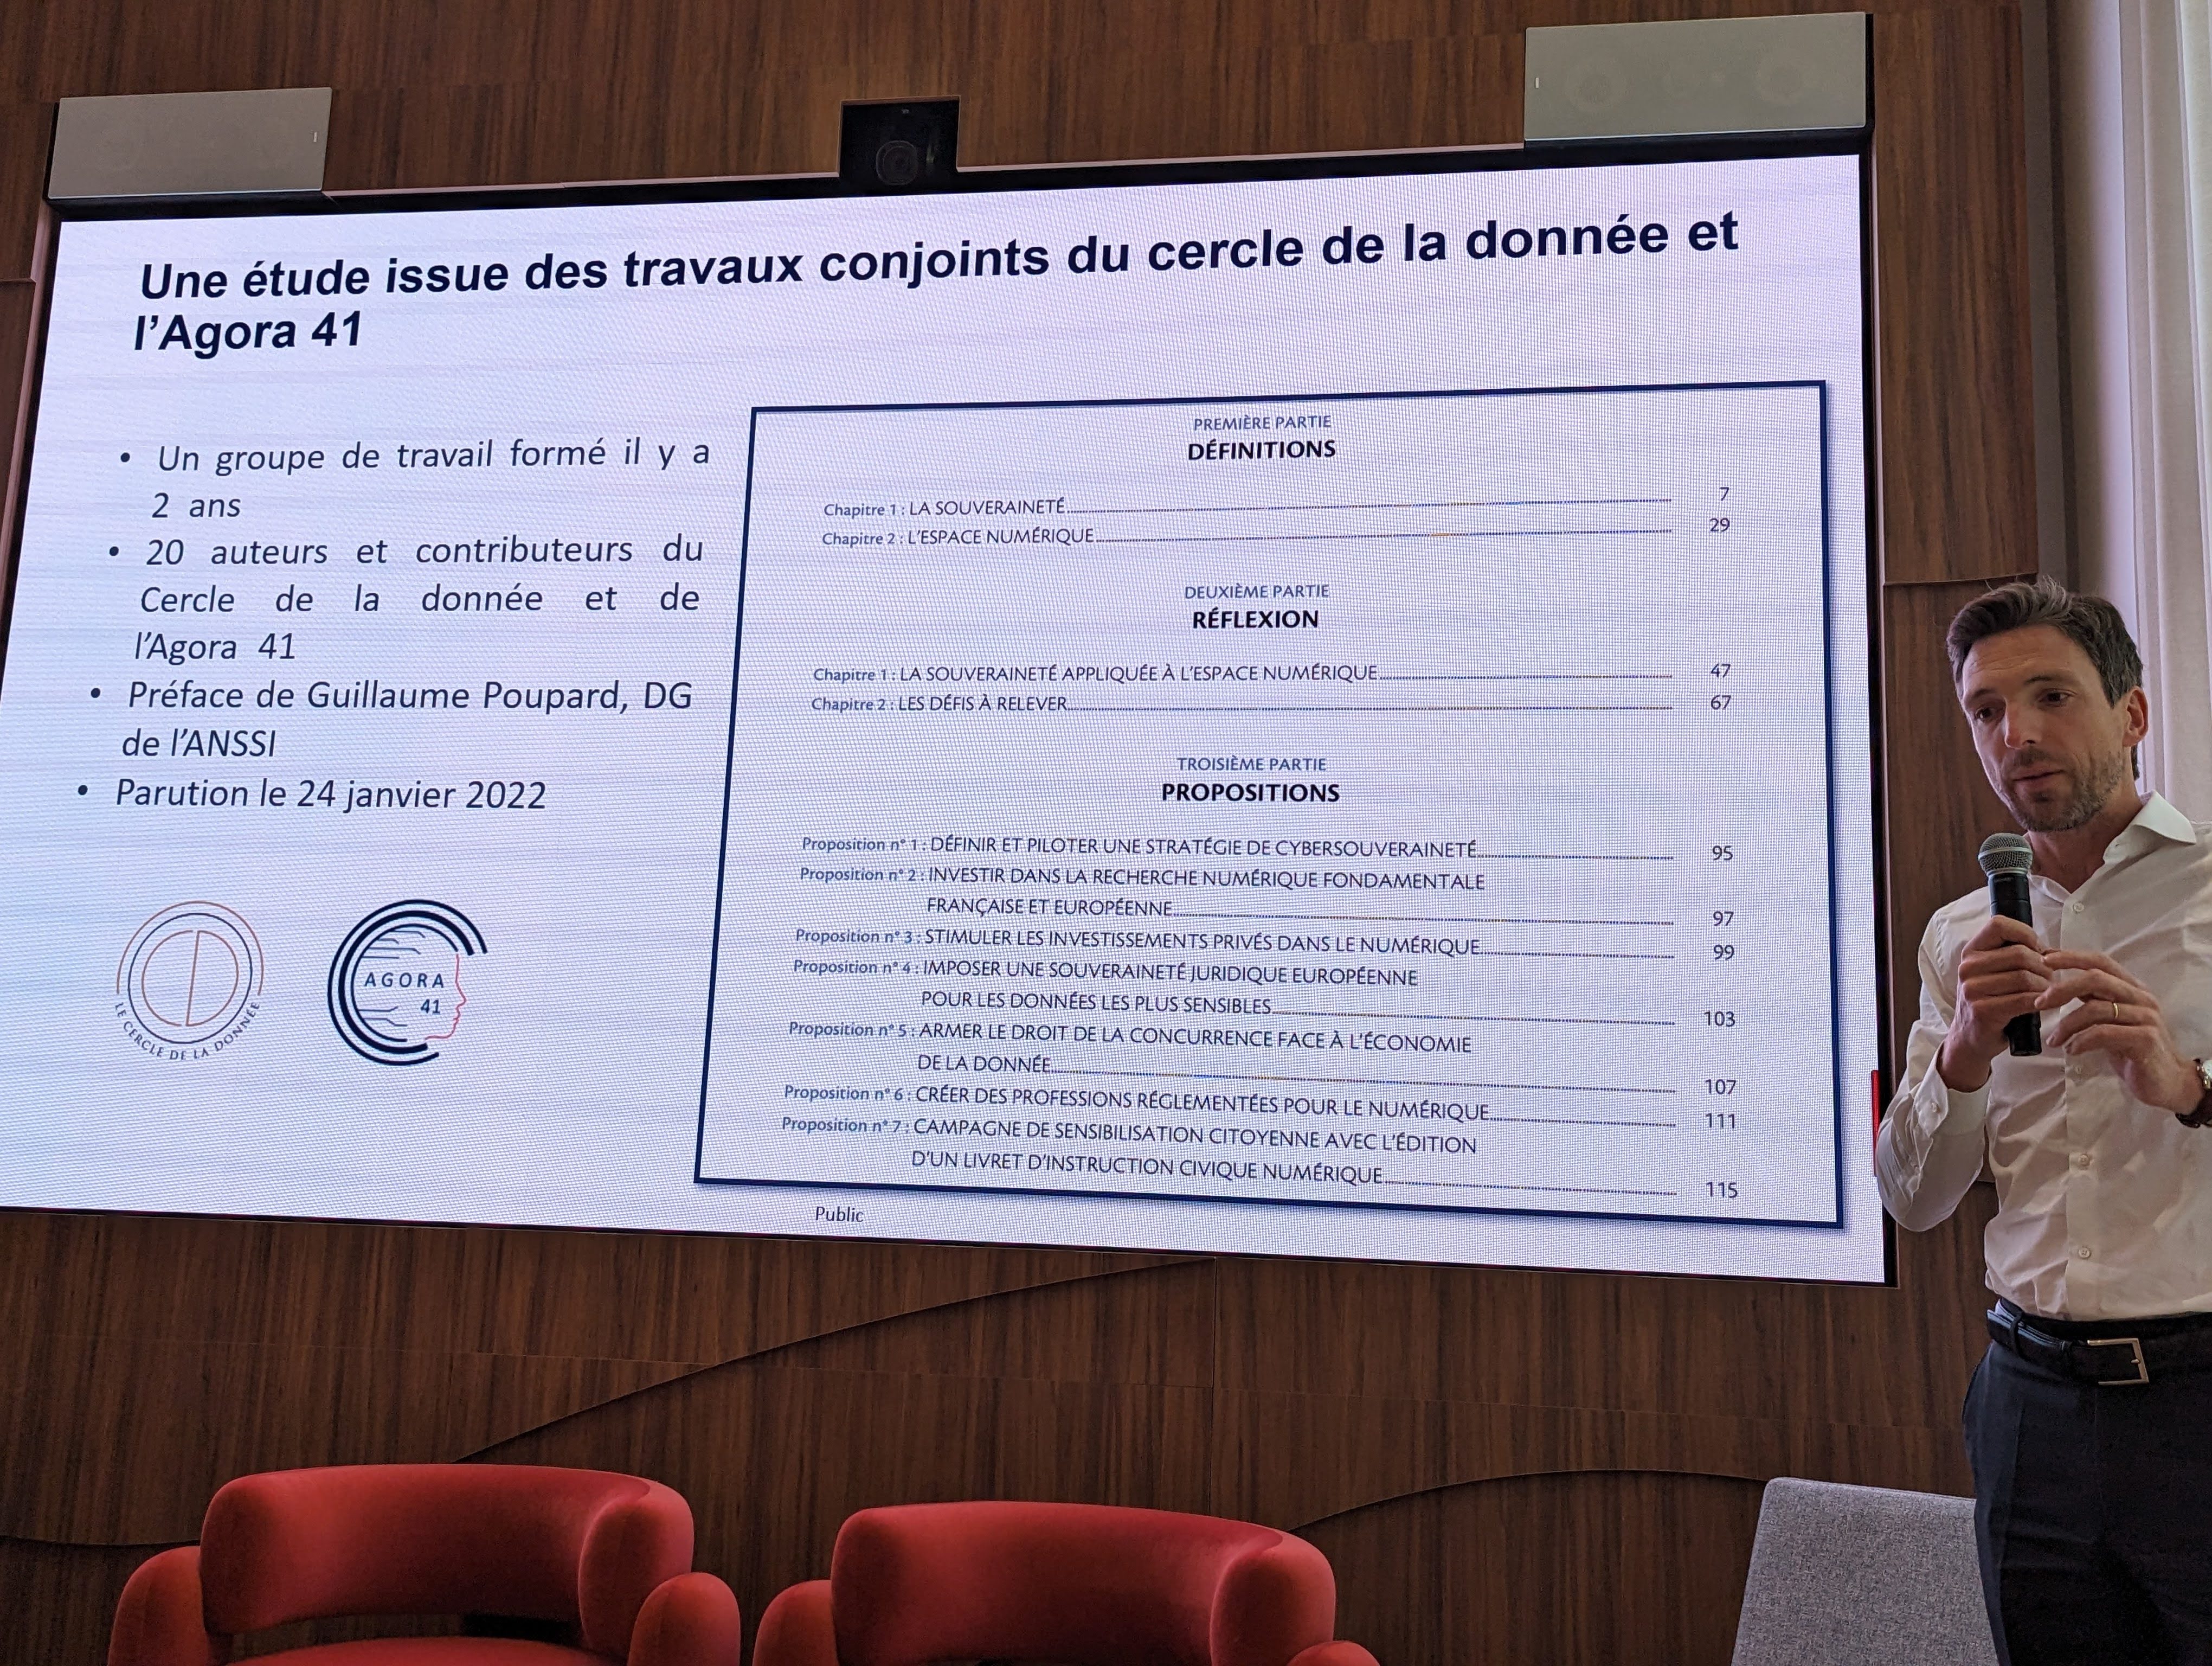 Une étude issue des travaux conjoints du cercle de la donnée et
l'Agora 41
• Un groupe de travail formé il y a
2 ans
• 20 auteurs et contributeurs du
Cercle de la donnée et de
l'Agora 41
• Préface de Guillaume Poupard, DG
de l'ANSSI
• Parution le 24 janvier 2022
LE CERCLE DE LA DONNÉE
AGORA
41
PREMIÈRE PARTIE
DÉFINITIONS
Chapitre 1 : LA SOUVERAINETÉ 7
Chapitre 2 : L'ESPACE NUMÉRIQUE 29
DEUXIÈME PARTIE
RÉFLEXION
Chapitre 1 : LA SOUVERAINETÉ APPLIQUÉE À L'ESPACE NUMÉRIQUE 47
Chapitre 2 : LES DÉFIS À RELEVER 67
TROISIÈME PARTIE
PROPOSITIONS
Proposition n° 1 : DÉFINIR ET PILOTER UNE STRATÉGIE DE CYBERSOUVERAINETÉ 95
Proposition n° 2 : INVESTIR DANS LA RECHERCHE NUMÉRIQUE FONDAMENTALE
FRANÇAISE ET EUROPÉENNE 97
Proposition n° 3 : STIMULER LES INVESTISSEMENTS PRIVÉS DANS LE NUMÉRIQUE 99
Proposition n° 4 : IMPOSER UNE SOUVERAINETÉ JURIDIQUE EUROPÉENNE
POUR LES DONNÉES LES PLUS SENSIBLES 103
Proposition n° 5 : ARMER LE DROIT DE LA CONCURRENCE FACE À L'ÉCONOMIE
DE LA DONNÉE 107
Proposition n° 6 : CRÉER DES PROFESSIONS RÉGLEMENTÉES POUR LE NUMÉRIQUE 111
Proposition n° 7 : CAMPAGNE DE SENSIBILISATION CITOYENNE AVEC L'ÉDITION
D'UN LIVRET D'INSTRUCTION CIVIQUE NUMÉRIQUE 115
Public